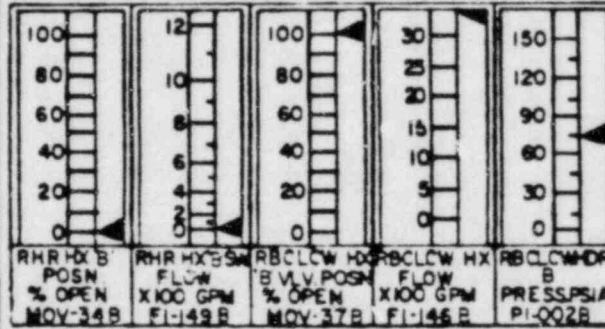 100
80
60
40
20
0
RHR HX B
POSN
% OPEN
MOV-34B
12
10
8
6
4
2
0
RHR HX B SW
FLOW
X100 GPM
FI-149B
100
80
60
40
20
0
RBCLCW HX
B VLV. POSN
% OPEN
MOV-37B
30
25
20
15
10
5
0
RBCLCW HX
FLOW
X100 GPM
FI-146B
150
120
90
60
30
0
RBCLCW HDR
B
PRESS.PSIA
PI-002B